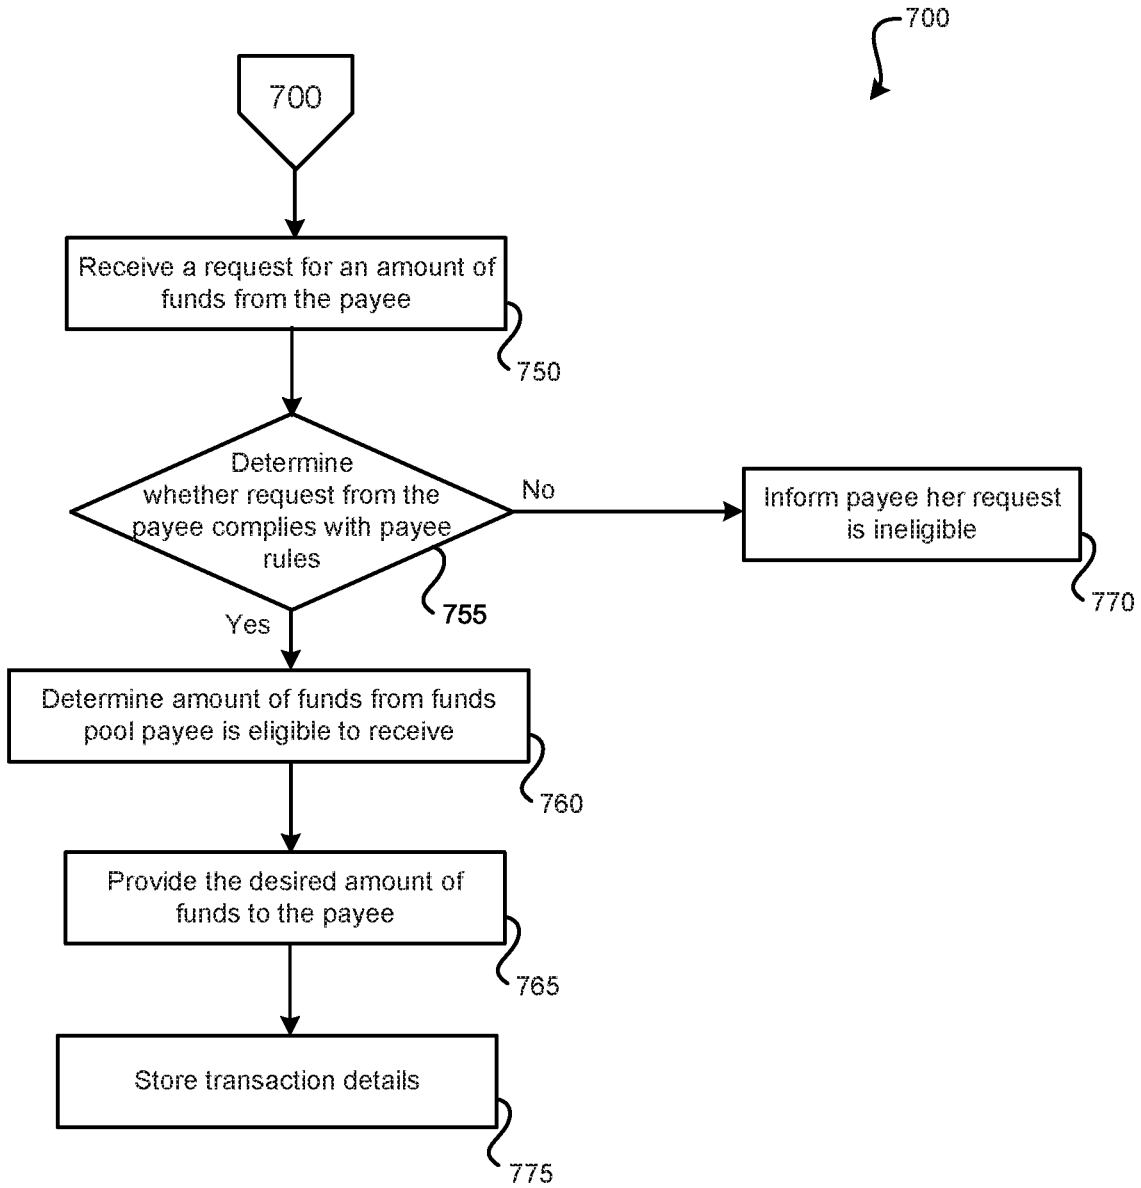 700
700
Receive a request for an amount of
funds from the payee
750
Determine
whether request from the
payee complies with payee
rules
755
No
Inform payee her request
is ineligible
770
Yes
Determine amount of funds from funds
pool payee is eligible to receive
760
Provide the desired amount of
funds to the payee
765
Store transaction details
775